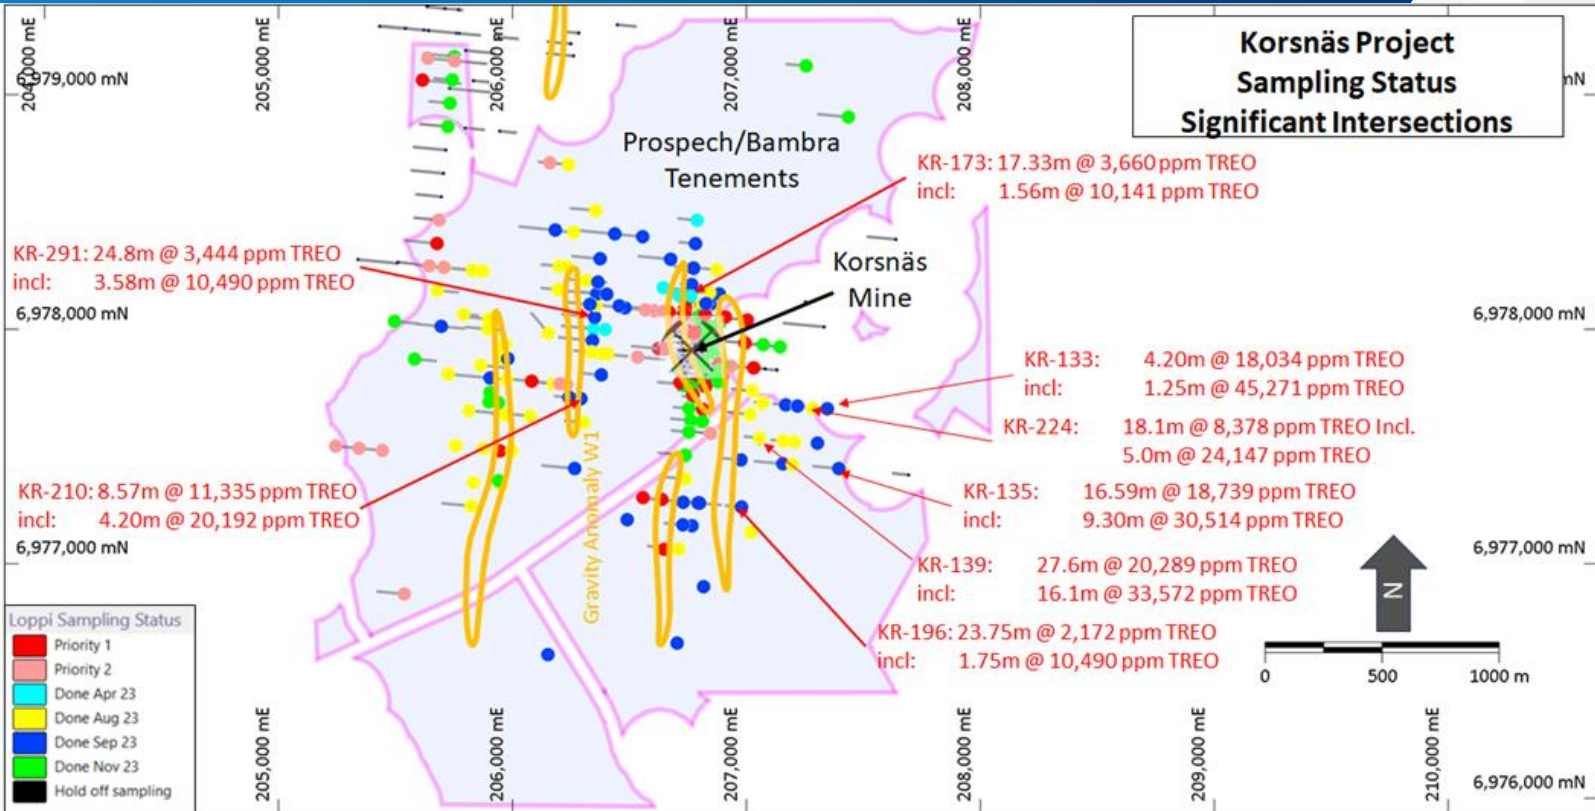 Korsnäs Project
Sampling Status
Significant Intersections
204,000 mE
205,000 mE
206,000 mE
207,000 mE
208,000 mE
6,979,000 mN
mN
Prospech/Bambra
Tenements
KR-173: 17.33m @ 3,660 ppm TREO
incl: 1.56m @ 10,141 ppm TREO
KR-291: 24.8m @ 3,444 ppm TREO
incl: 3.58m @ 10,490 ppm TREO
Korsnäs
Mine
6,978,000 mN
6,978,000 mN
KR-133: 4.20m @ 18,034 ppm TREO
incl: 1.25m @ 45,271 ppm TREO
KR-224: 18.1m @ 8,378 ppm TREO Incl.
5.0m @ 24,147 ppm TREO
Gravity Anomaly W1
KR-210: 8.57m @ 11,335 ppm TREO
incl: 4.20m @ 20,192 ppm TREO
KR-135: 16.59m @ 18,739 ppm TREO
incl: 9.30m @ 30,514 ppm TREO
6,977,000 mN
6,977,000 mN
KR-139: 27.6m @ 20,289 ppm TREO
incl: 16.1m @ 33,572 ppm TREO
N
KR-196: 23.75m @ 2,172 ppm TREO
incl: 1.75m @ 10,490 ppm TREO
0 500 1000 m
Loppi Sampling Status
Priority 1
Priority 2
Done Apr 23
Done Aug 23
Done Sep 23
Done Nov 23
Hold off sampling
205,000 mE
206,000 mE
207,000 mE
208,000 mE
209,000 mE
210,000 mE
6,976,000 mN